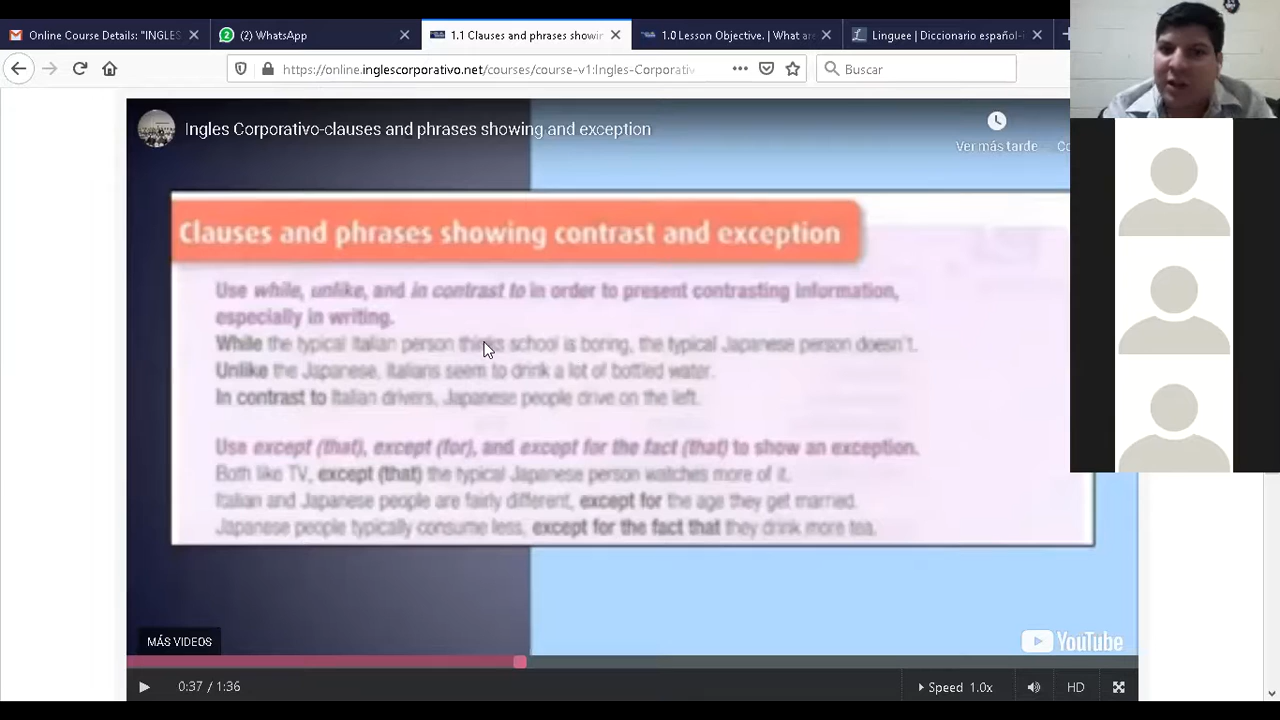 Online Course Details: "INGLES
(2) WhatsApp
1.1 Clauses and phrases showin
1.0 Lesson Objective. | What are
Linguee | Diccionario español-i
https://online.inglescorporativo.net/courses/course-v1:Ingles-Corporativ
Buscar
Ingles Corporativo-clauses and phrases showing and exception
Ver más tarde
Co
Clauses and phrases showing contrast and exception
Use while, unlike, and in contrast to in order to present contrasting information,
especially in writing.
While the typical Italian person thinks school is boring, the typical Japanese person doesn't.
Unlike the Japanese, Italians seem to drink a lot of bottled water.
In contrast to Italian drivers, Japanese people drive on the left.
Use except (that), except (for), and except for the fact (that) to show an exception.
Both like TV, except (that) the typical Japanese person watches more of it.
Italian and Japanese people are fairly different, except for the age they get married.
Japanese people typically consume less, except for the fact that they drink more tea.
MÁS VIDEOS
YouTube
0:37 / 1:36
Speed 1.0x
HD